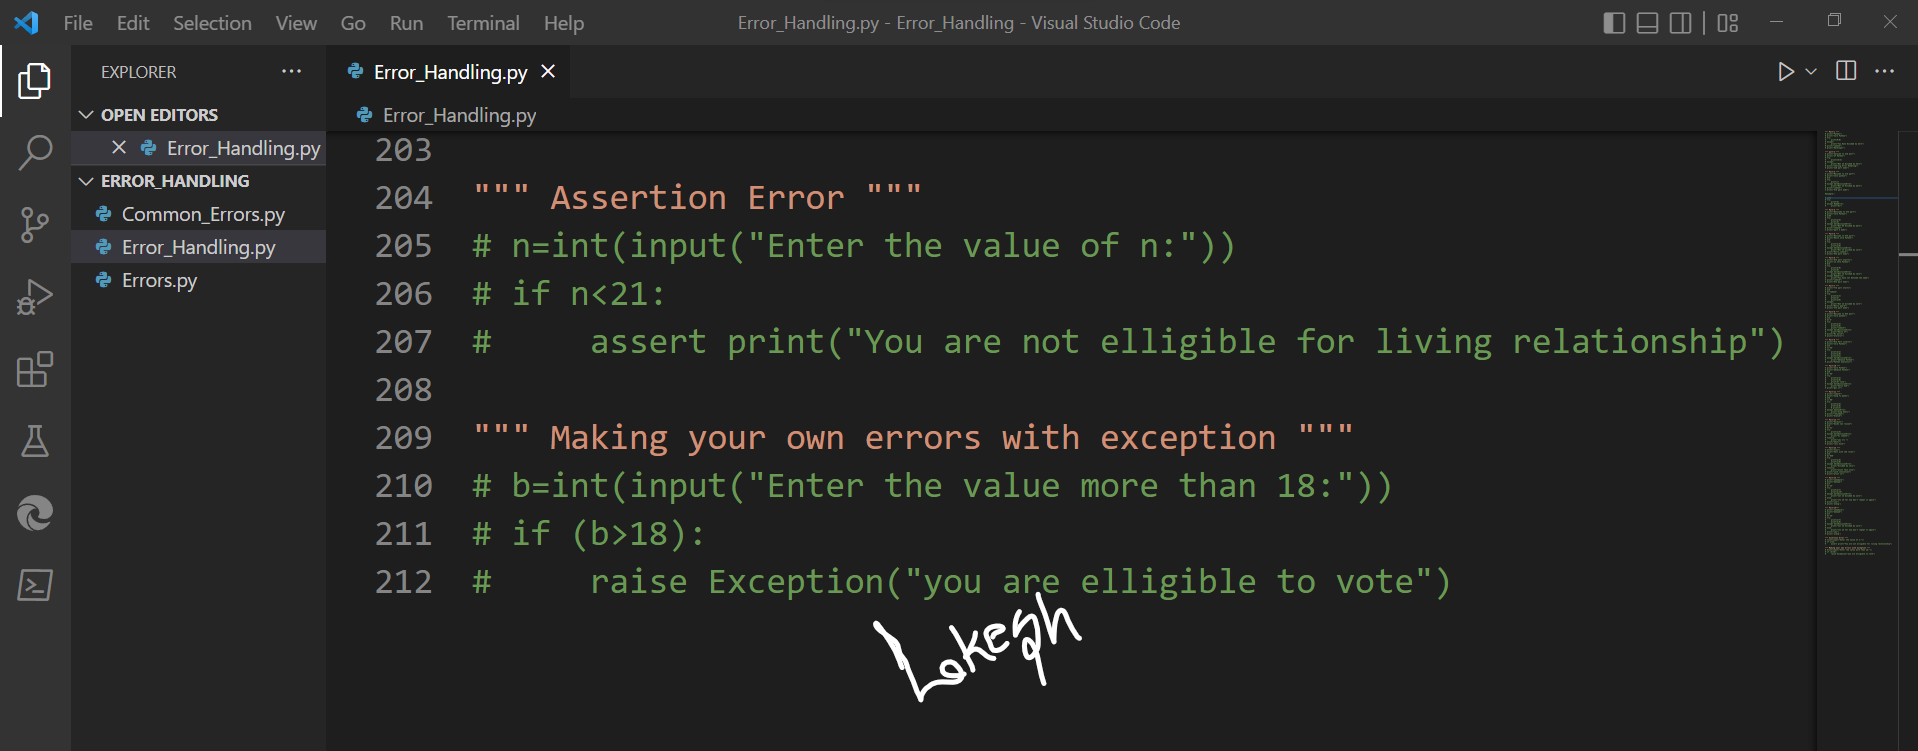 File Edit Selection View Go Run Terminal Help
Error_Handling.py - Error_Handling - Visual Studio Code
EXPLORER
OPEN EDITORS
Error_Handling.py
ERROR_HANDLING
Common_Errors.py
Error_Handling.py
Errors.py
Error_Handling.py
Error_Handling.py
203
204 """ Assertion Error """
205 # n=int(input("Enter the value of n:"))
206 # if n<21:
207 #     assert print("You are not elligible for living relationship")
208
209 """ Making your own errors with exception """
210 # b=int(input("Enter the value more than 18:"))
211 # if (b>18):
212 #     raise Exception("you are elligible to vote")
Lokesh